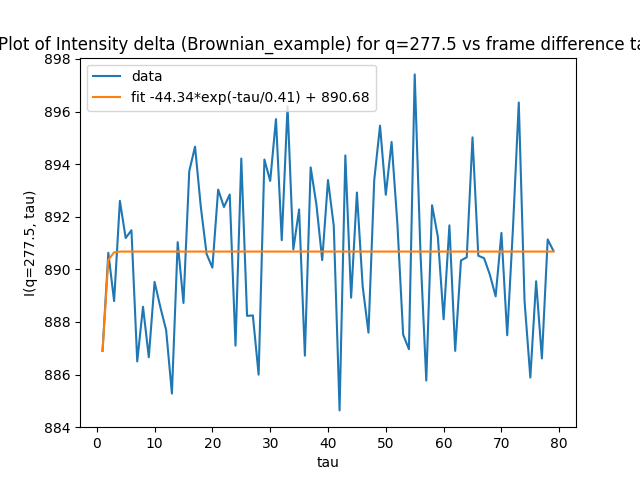 Plot of Intensity delta (Brownian_example) for q=277.5 vs frame difference ta
data
fit -44.34*exp(-tau/0.41) + 890.68
I(q=277.5, tau)
898
896
894
892
890
888
886
884
0 10 20 30 40 50 60 70 80
tau